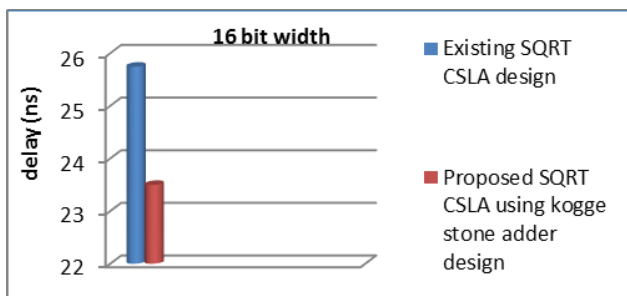 16 bit width
26
25
24
23
22
delay (ns)
Existing SQRT
CSLA design
Proposed SQRT
CSLA using kogge
stone adder
design